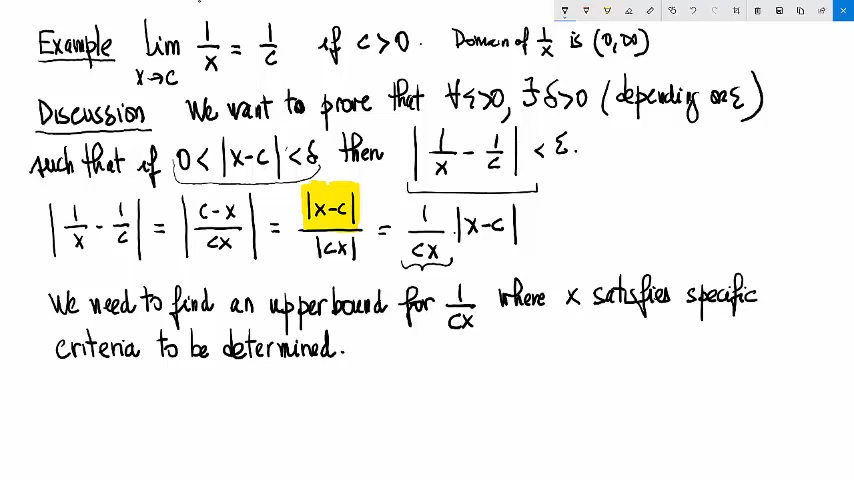 Example lim x→c 1/x = 1/c if c > 0. Domain of 1/x is (0,∞)
Discussion We want to prove that ∀ε>0, ∃δ>0 (depending on ε)
such that if 0 < |x-c| < δ then |1/x - 1/c| < ε.
|1/x - 1/c| = |c-x / cx| = |x-c| / |cx| = 1/cx · |x-c|
We need to find an upper bound for 1/cx where x satisfies specific
criteria to be determined.